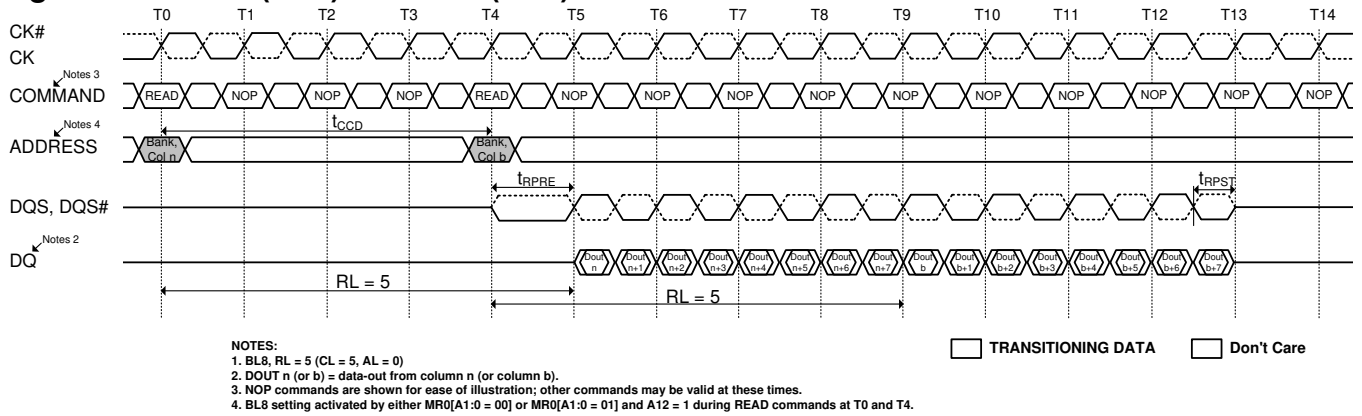 T0 T1 T2 T3 T4 T5 T6 T7 T8 T9 T10 T11 T12 T13 T14
CK#
CK
Notes 3
COMMAND READ NOP NOP NOP READ NOP NOP NOP NOP NOP NOP NOP NOP NOP NOP
tCCD
Notes 4
ADDRESS Bank, Col n Bank, Col b
tRPRE tRPST
DQS, DQS#
Notes 2
DQ Dout n Dout n+1 Dout n+2 Dout n+3 Dout n+4 Dout n+5 Dout n+6 Dout n+7 Dout b Dout b+1 Dout b+2 Dout b+3 Dout b+4 Dout b+5 Dout b+6 Dout b+7
RL = 5 RL = 5
NOTES:
1. BL8, RL = 5 (CL = 5, AL = 0)
2. DOUT n (or b) = data-out from column n (or column b).
3. NOP commands are shown for ease of illustration; other commands may be valid at these times.
4. BL8 setting activated by either MR0[A1:0 = 00] or MR0[A1:0 = 01] and A12 = 1 during READ commands at T0 and T4.
TRANSITIONING DATA Don't Care